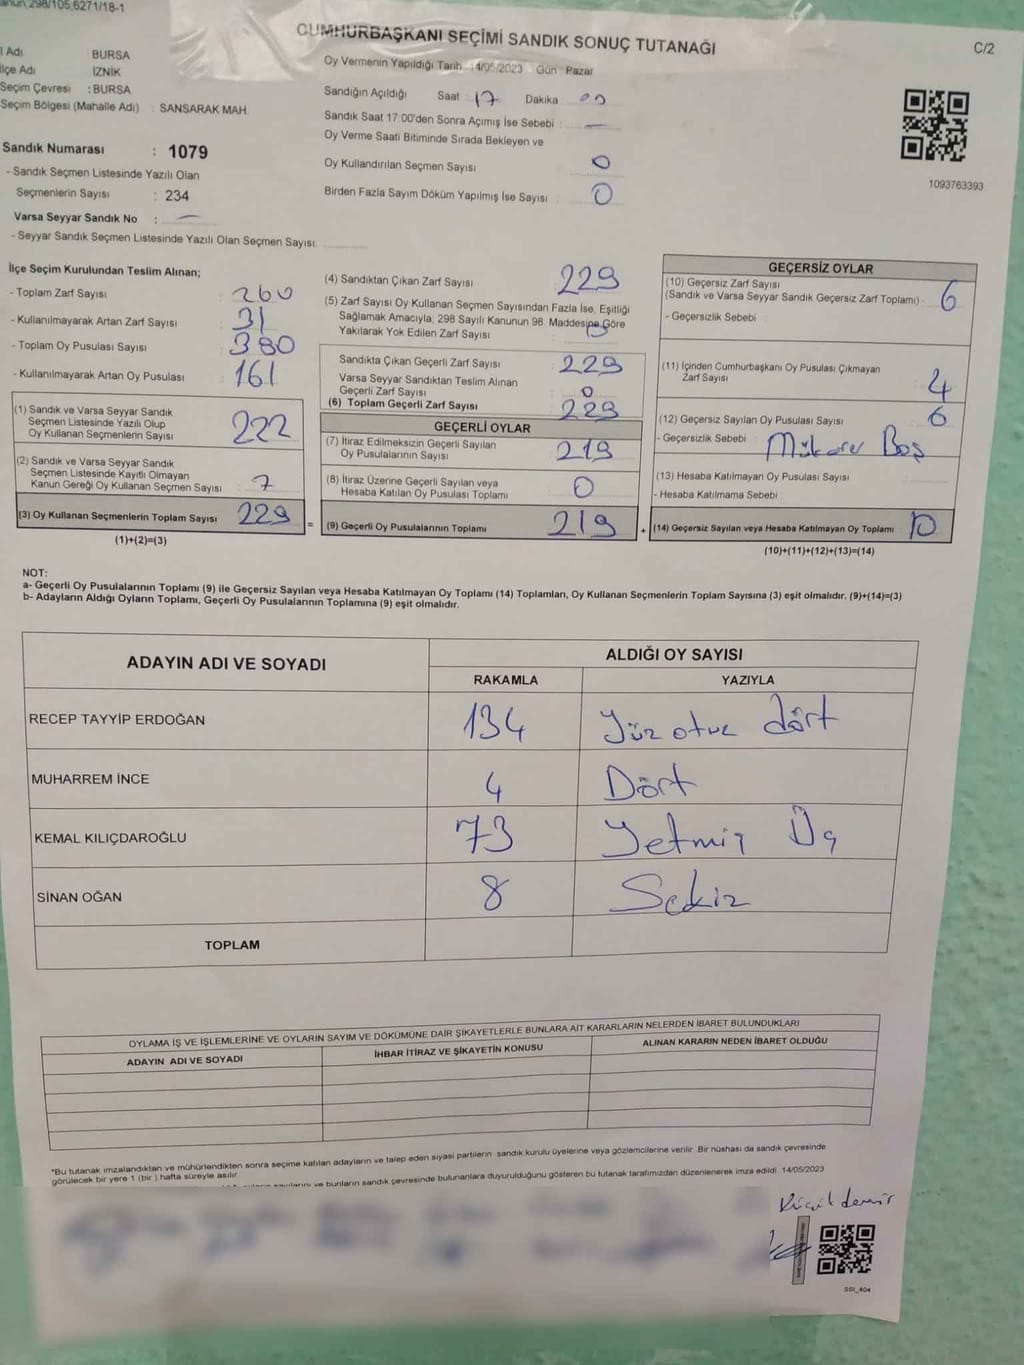 298/105,6271/18-1
CUMHURBAŞKANI SEÇİMİ SANDIK SONUÇ TUTANAĞI
C/2
İl Adı BURSA
İlçe Adı İZNİK
Seçim Çevresi : BURSA
Seçim Bölgesi (Mahalle Adı) : SANSARAK MAH.
Sandık Numarası : 1079
- Sandık Seçmen Listesinde Yazılı Olan
Seçmenlerin Sayısı : 234
Varsa Seyyar Sandık No : —
- Seyyar Sandık Seçmen Listesinde Yazılı Olan Seçmen Sayısı:
Oy Vermenin Yapıldığı Tarih 14/05/2023 Gün Pazar
Sandığın Açıldığı Saat 17 Dakika 00
Sandık Saat 17:00'den Sonra Açımış İse Sebebi : —
Oy Verme Saati Bitiminde Sırada Bekleyen ve
Oy Kullandırılan Seçmen Sayısı : 0
Birden Fazla Sayım Döküm Yapılmış İse Sayısı : 0
1093763393
İlçe Seçim Kurulundan Teslim Alınan;
- Toplam Zarf Sayısı : 260
- Kullanılmayarak Artan Zarf Sayısı : 31
- Toplam Oy Pusulası Sayısı : 380
- Kullanılmayarak Artan Oy Pusulası : 161
(1) Sandık ve Varsa Seyyar Sandık
Seçmen Listesinde Yazılı Olup
Oy Kullanan Seçmenlerin Sayısı : 222
(2) Sandık ve Varsa Seyyar Sandık
Seçmen Listesinde Kayıtlı Olmayan
Kanun Gereği Oy Kullanan Seçmen Sayısı : 7
(3) Oy Kullanan Seçmenlerin Toplam Sayısı : 229
(1)+(2)=(3)
(4) Sandıktan Çıkan Zarf Sayısı 229
(5) Zarf Sayısı Oy Kullanan Seçmen Sayısından Fazla İse, Eşitliği
Sağlamak Amacıyla; 298 Sayılı Kanunun 98. Maddesine Göre
Yakılarak Yok Edilen Zarf Sayısı :
Sandıkta Çıkan Geçerli Zarf Sayısı : 229
Varsa Seyyar Sandıktan Teslim Alınan
Geçerli Zarf Sayısı : 0
(6) Toplam Geçerli Zarf Sayısı : 229
GEÇERLİ OYLAR
(7) İtiraz Edilmeksizin Geçerli Sayılan
Oy Pusulalarının Sayısı : 219
(8) İtiraz Üzerine Geçerli Sayılan veya
Hesaba Katılan Oy Pusulası Toplamı : 0
= (9) Geçerli Oy Pusulalarının Toplamı : 219
GEÇERSİZ OYLAR
(10) Geçersiz Zarf Sayısı
(Sandık ve Varsa Seyyar Sandık Geçersiz Zarf Toplamı) : 6
- Geçersizlik Sebebi :
(11) İçinden Cumhurbaşkanı Oy Pusulası Çıkmayan
Zarf Sayısı 4
(12) Geçersiz Sayılan Oy Pusulası Sayısı : 6
- Geçersizlik Sebebi : Boş
(13) Hesaba Katılmayan Oy Pusulası Sayısı :
- Hesaba Katılmama Sebebi
+ (14) Geçersiz Sayılan veya Hesaba Katılmayan Oy Toplamı : 10
(10)+(11)+(12)+(13)=(14)
NOT:
a- Geçerli Oy Pusulalarının Toplamı (9) ile Geçersiz Sayılan veya Hesaba Katılmayan Oy Toplamı (14) Toplamları, Oy Kullanan Seçmenlerin Toplam Sayısına (3) eşit olmalıdır. (9)+(14)=(3)
b- Adayların Aldığı Oyların Toplamı, Geçerli Oy Pusulalarının Toplamına (9) eşit olmalıdır.
ADAYIN ADI VE SOYADI ALDIĞI OY SAYISI
RAKAMLA YAZIYLA
RECEP TAYYİP ERDOĞAN 134 Yüz otuz dört
MUHARREM İNCE 4 Dört
KEMAL KILIÇDAROĞLU 73 Yetmiş Üç
SİNAN OĞAN 8 Sekiz
TOPLAM
OYLAMA İŞ VE İŞLEMLERİNE VE OYLARIN SAYIM VE DÖKÜMÜNE DAİR ŞİKAYETLERLE BUNLARA AİT KARARLARIN NELERDEN İBARET BULUNDUKLARI
ADAYIN ADI VE SOYADI İHBAR İTİRAZ VE ŞİKAYETİN KONUSU ALINAN KARARIN NEDEN İBARET OLDUĞU
*Bu tutanak imzalandıktan ve mühürlendikten sonra seçime katılan adayların ve talep eden siyasi partilerin sandık kurulu üyelerine veya gözlemcilerine verilir. Bir nüshası da sandık çevresinde
görülecek bir yere 1 (bir) hafta süreyle asılır.
ve bunların sandık çevresinde bulunanlara duyurulduğunu gösteren bu tutanak tarafımızdan düzenlenerek imza edildi. 14/05/2023
SSI_404